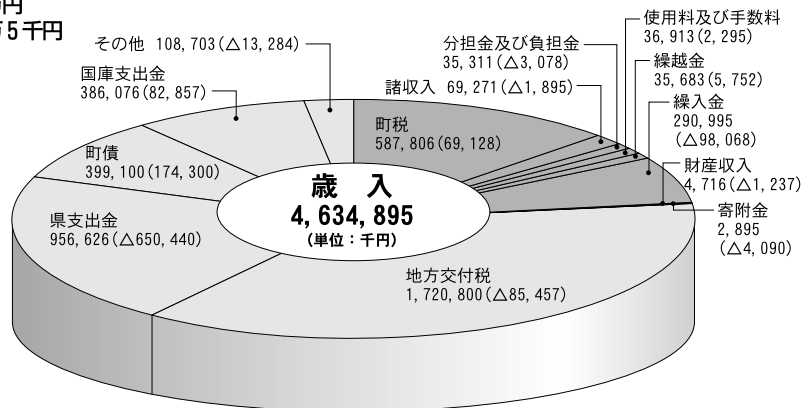 円
5千円
使用料及び手数料
36,913(2,295)
その他 108,703(△13,284)
分担金及び負担金
35,311(△3,078)
繰越金
35,683(5,752)
国庫支出金
386,076(82,857)
諸収入 69,271(△1,895)
繰入金
290,995
(△98,068)
町税
587,806(69,128)
町債
399,100(174,300)
財産収入
4,716(△1,237)
歳 入
4,634,895
(単位:千円)
寄附金
2,895
(△4,090)
県支出金
956,626(△650,440)
地方交付税
1,720,800(△85,457)